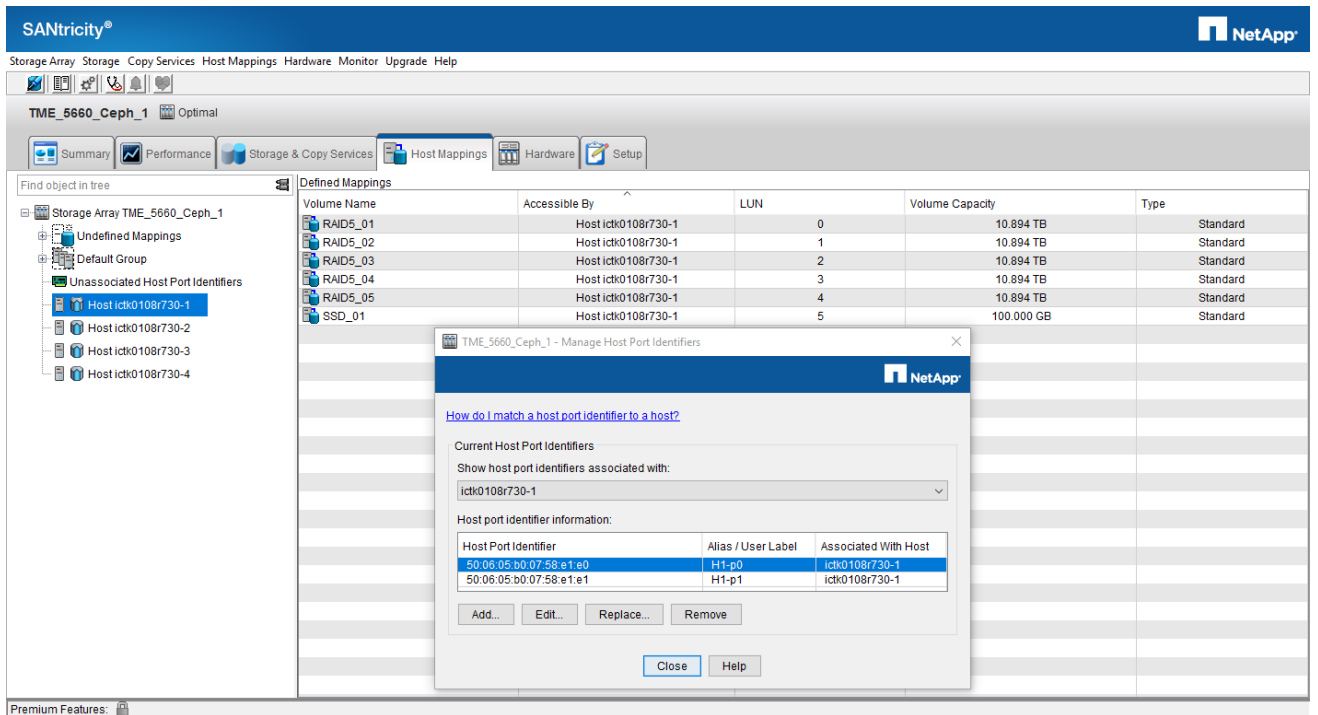 SANtricity®
NetApp
Storage Array Storage Copy Services Host Mappings Hardware Monitor Upgrade Help
TME_5660_Ceph_1 Optimal
Summary Performance Storage & Copy Services Host Mappings Hardware Setup
Find object in tree
Storage Array TME_5660_Ceph_1
Undefined Mappings
Default Group
Unassociated Host Port Identifiers
Host ictk0108r730-1
Host ictk0108r730-2
Host ictk0108r730-3
Host ictk0108r730-4
Defined Mappings
Volume Name Accessible By LUN Volume Capacity Type
RAID5_01 Host ictk0108r730-1 0 10.894 TB Standard
RAID5_02 Host ictk0108r730-1 1 10.894 TB Standard
RAID5_03 Host ictk0108r730-1 2 10.894 TB Standard
RAID5_04 Host ictk0108r730-1 3 10.894 TB Standard
RAID5_05 Host ictk0108r730-1 4 10.894 TB Standard
SSD_01 Host ictk0108r730-1 5 100.000 GB Standard
TME_5660_Ceph_1 - Manage Host Port Identifiers
NetApp
How do I match a host port identifier to a host?
Current Host Port Identifiers
Show host port identifiers associated with:
ictk0108r730-1
Host port identifier information:
Host Port Identifier Alias / User Label Associated With Host
50:06:05:b0:07:58:e1:e0 H1-p0 ictk0108r730-1
50:06:05:b0:07:58:e1:e1 H1-p1 ictk0108r730-1
Add... Edit... Replace... Remove
Close Help
Premium Features: